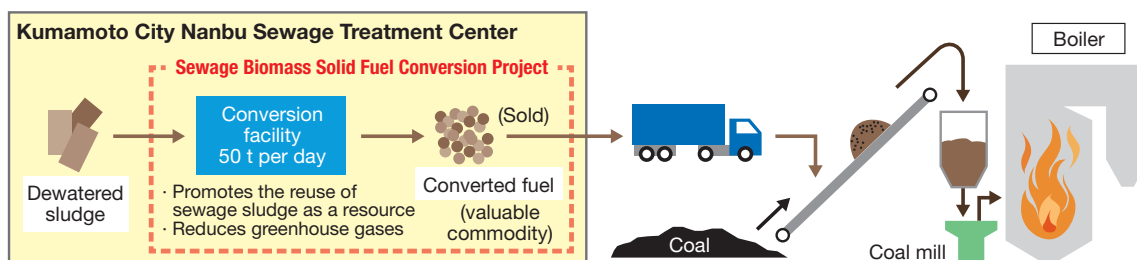 Kumamoto City Nanbu Sewage Treatment Center
Sewage Biomass Solid Fuel Conversion Project
Dewatered
sludge
Conversion
facility
50 t per day
· Promotes the reuse of
sewage sludge as a resource
· Reduces greenhouse gases
(Sold)
Converted fuel
(valuable
commodity)
Coal
Coal mill
Boiler